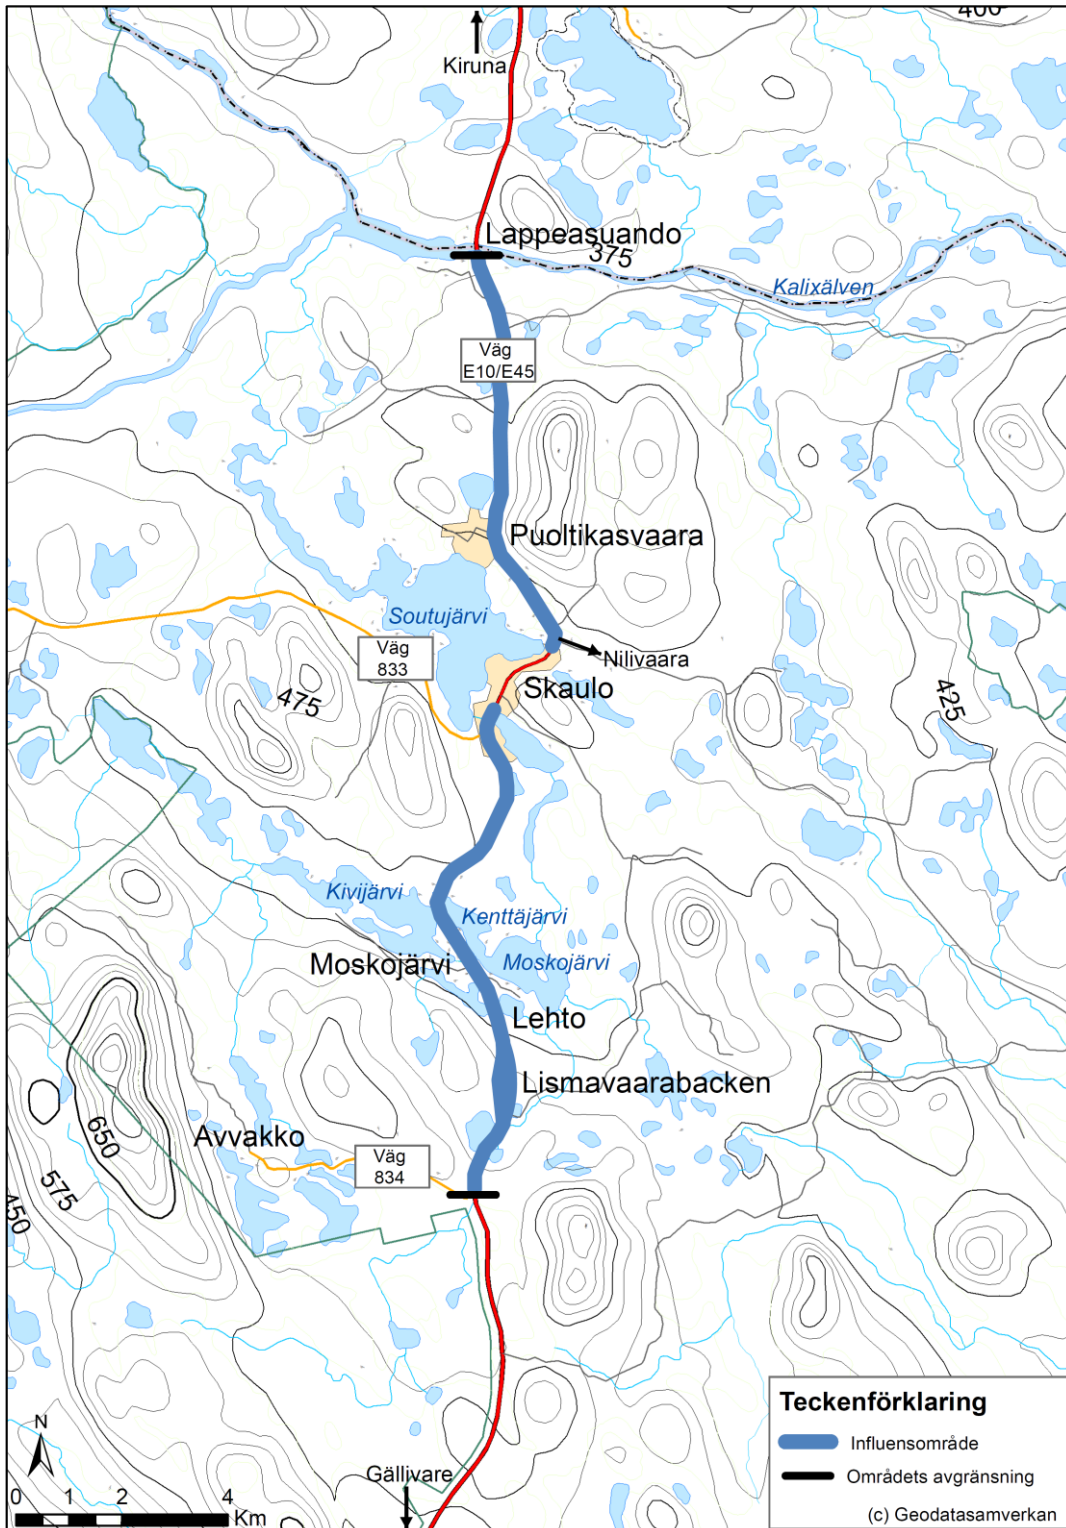 400
Kiruna
Lappeasuando
375
Kalixälven
Väg
E10/E45
Puoltikasvaara
Soutujärvi
Väg
833
Nilivaara
Skaulo
475
425
Kivijärvi
Kenttäjärvi
Moskojärvi
Moskojärvi
Lehto
Lismavaarabacken
650
Avvakko
Väg
834
575
450
Teckenförklaring
Influensområde
Områdets avgränsning
(c) Geodatasamverkan
N
Gällivare
0 1 2 4
Km